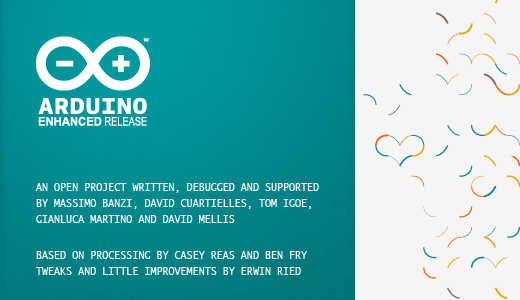 ARDUINO
ENHANCED RELEASE
AN OPEN PROJECT WRITTEN, DEBUGGED AND SUPPORTED
BY MASSIMO BANZI, DAVID CUARTIELLES, TOM IGOE,
GIANLUCA MARTINO AND DAVID MELLIS
BASED ON PROCESSING BY CASEY REAS AND BEN FRY
TWEAKS AND LITTLE IMPROVEMENTS BY ERWIN RIED